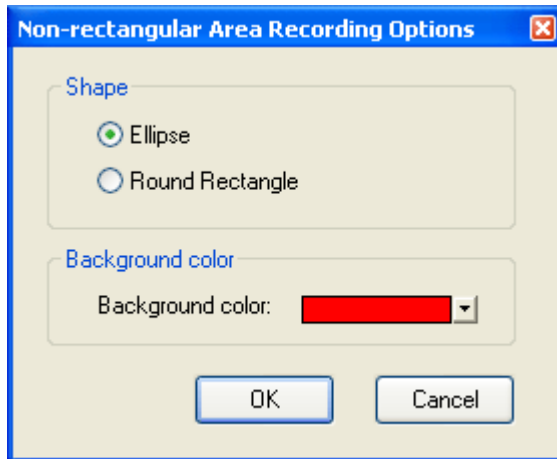 Non-rectangular Area Recording Options
Shape
Ellipse
Round Rectangle
Background color
Background color:
OK
Cancel